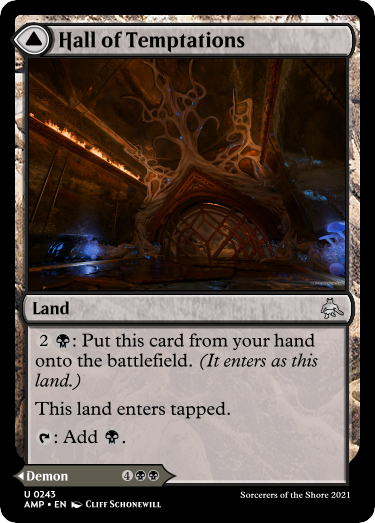 Hall of Temptations
Land
2 : Put this card from your hand
onto the battlefield. (It enters as this
land.)
This land enters tapped.
: Add .
Demon 4
U 0243
AMP • EN Cliff Schonewill
Sorcerers of the Shore 2021